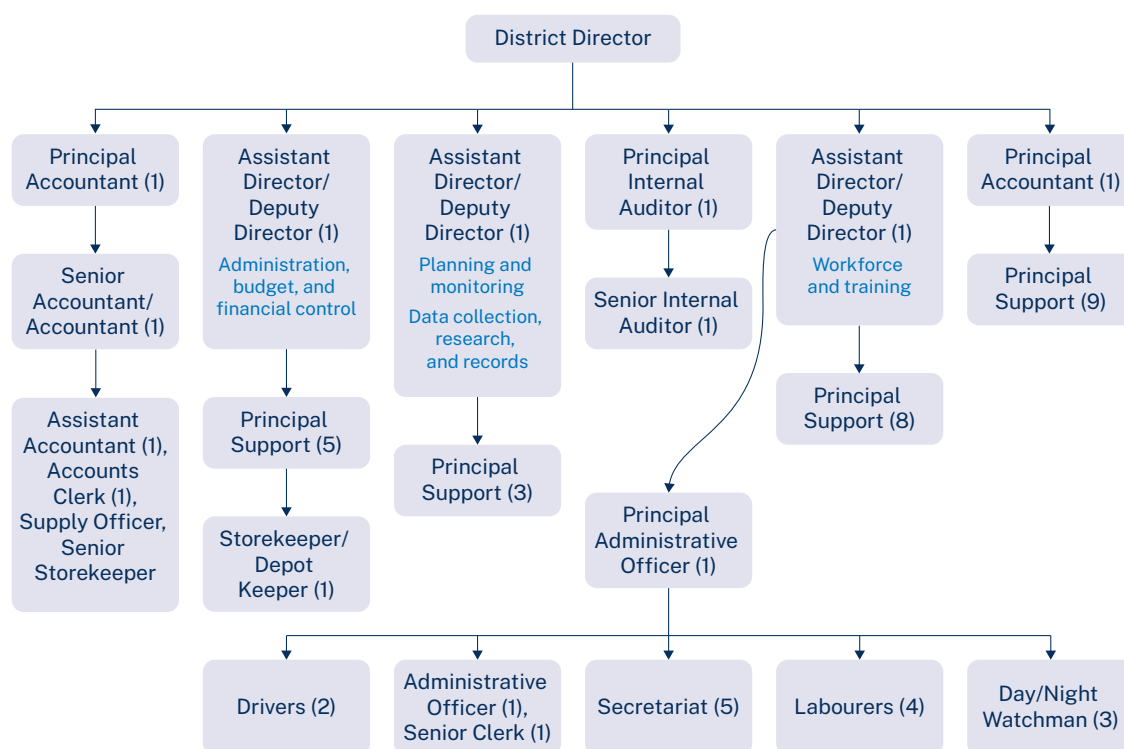 District Director
Principal
Accountant (1)
Senior
Accountant/
Accountant (1)
Assistant
Accountant (1),
Accounts
Clerk (1),
Supply Officer,
Senior
Storekeeper
Assistant
Director/
Deputy
Director (1)
Administration,
budget, and
financial control
Principal
Support (5)
Storekeeper/
Depot
Keeper (1)
Assistant
Director/
Deputy
Director (1)
Planning and
monitoring
Data collection,
research,
and records
Principal
Support (3)
Principal
Internal
Auditor (1)
Senior Internal
Auditor (1)
Assistant
Director/
Deputy
Director (1)
Workforce
and training
Principal
Support (8)
Principal
Accountant (1)
Principal
Support (9)
Principal
Administrative
Officer (1)
Drivers (2)
Administrative
Officer (1),
Senior Clerk (1)
Secretariat (5)
Labourers (4)
Day/Night
Watchman (3)